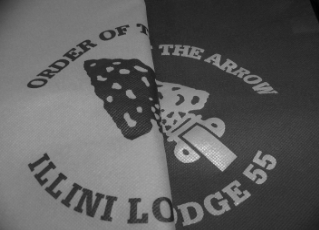 ORDER OF THE ARROW
ILLINI LODGE 55